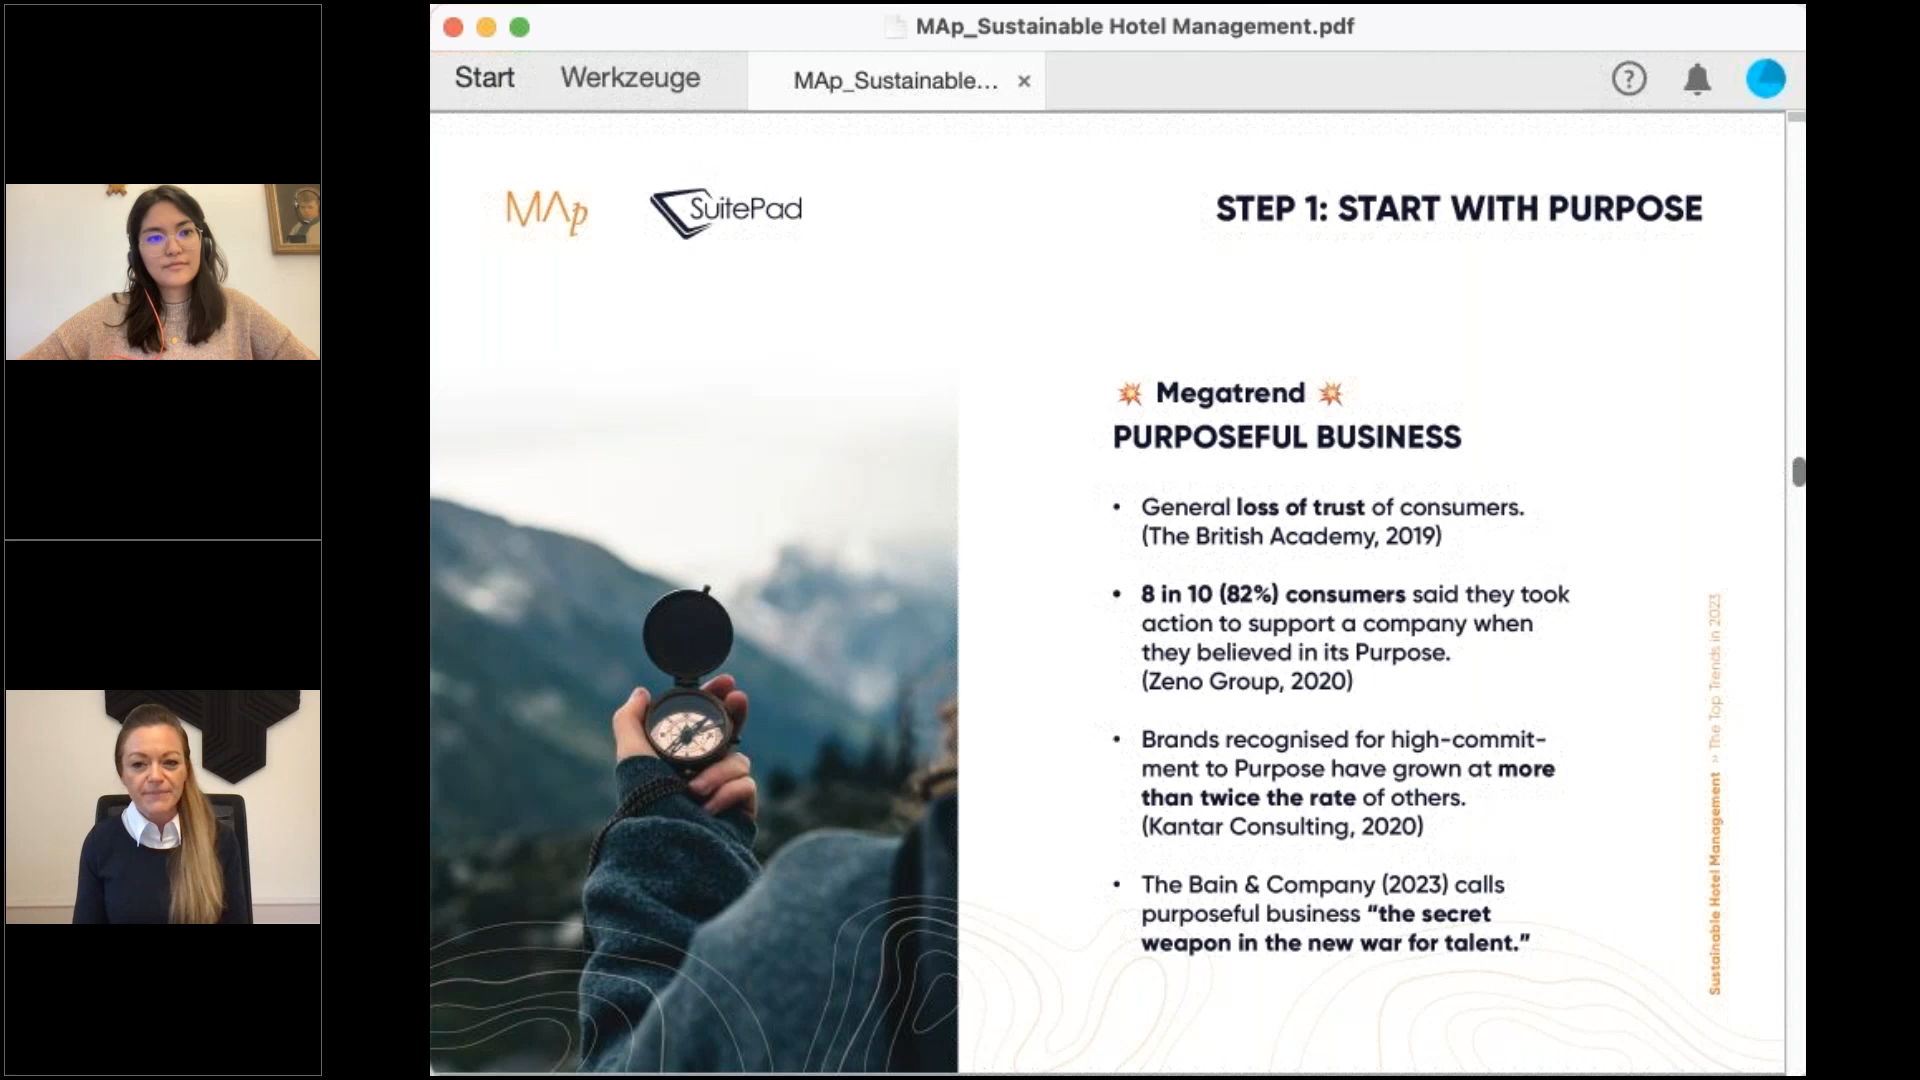 MAp_Sustainable Hotel Management.pdf
Start
Werkzeuge
MAp_Sustainable... ×
?
MAp
SuitePad
STEP 1: START WITH PURPOSE
💥 Megatrend 💥
PURPOSEFUL BUSINESS
• General loss of trust of consumers.
(The British Academy, 2019)
• 8 in 10 (82%) consumers said they took
action to support a company when
they believed in its Purpose.
(Zeno Group, 2020)
• Brands recognised for high-commit-
ment to Purpose have grown at more
than twice the rate of others.
(Kantar Consulting, 2020)
• The Bain & Company (2023) calls
purposeful business “the secret
weapon in the new war for talent.”
Sustainable Hotel Management » The Top Trends in 2023